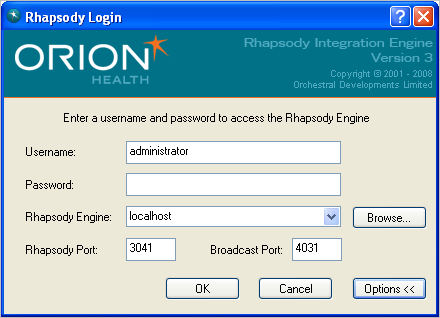 Rhapsody Login
ORION
HEALTH
Rhapsody Integration Engine
Version 3
Copyright © 2001 - 2008
Orchestral Developments Limited
Enter a username and password to access the Rhapsody Engine
Username: administrator
Password:
Rhapsody Engine: localhost Browse...
Rhapsody Port: 3041 Broadcast Port: 4031
OK Cancel Options <<